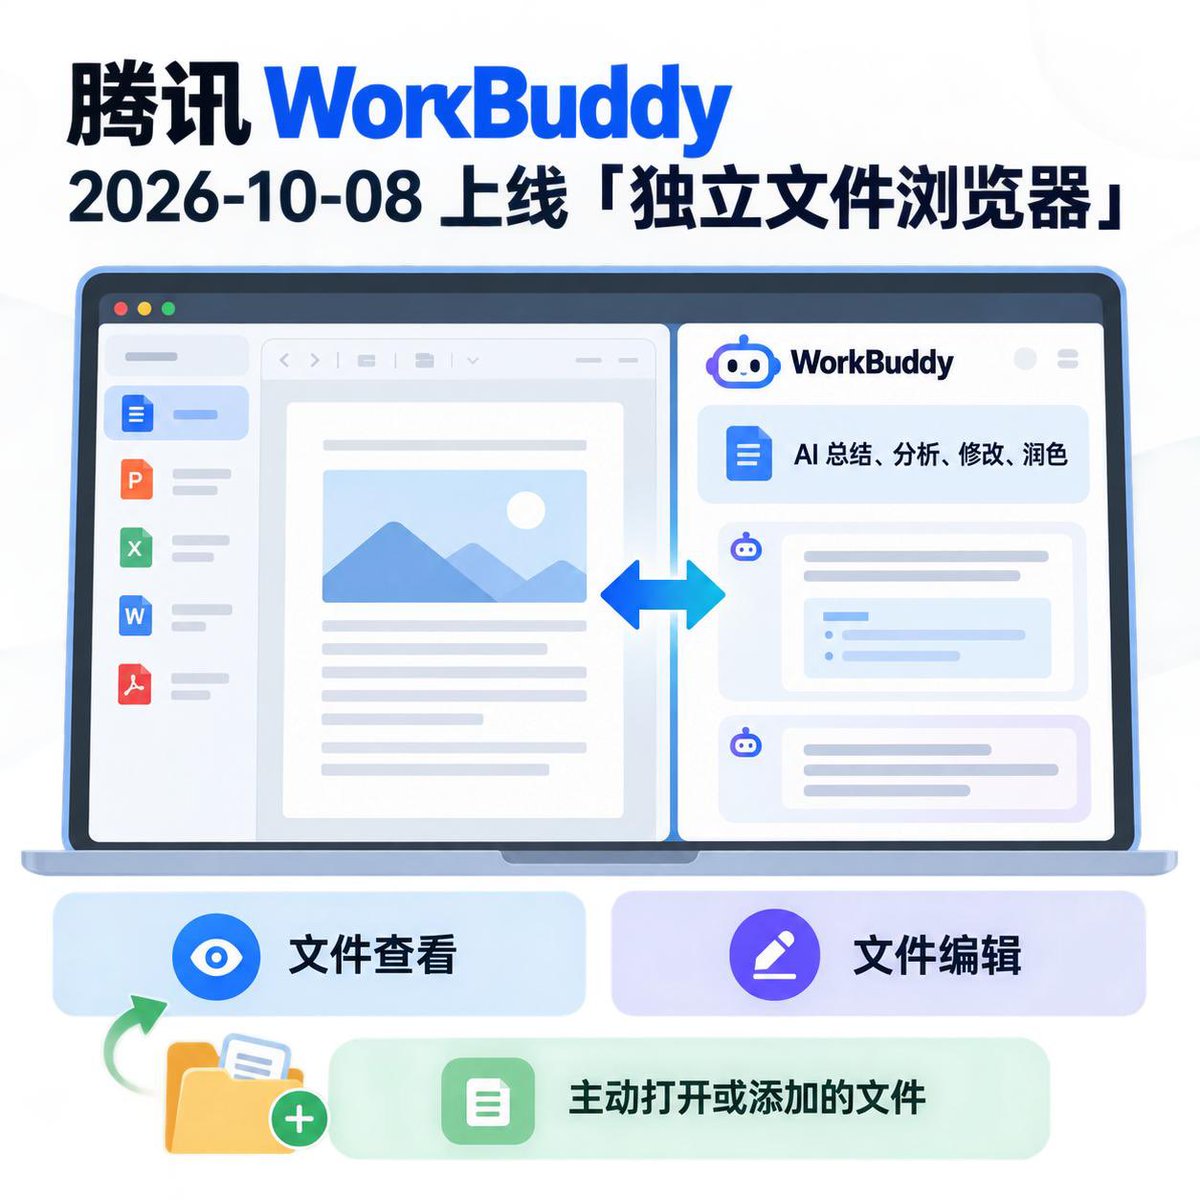 腾讯 WorkBuddy
2026-10-08 上线「独立文件浏览器」
WorkBuddy
AI 总结、分析、修改、润色
P
X
W
文件查看
文件编辑
主动打开或添加的文件